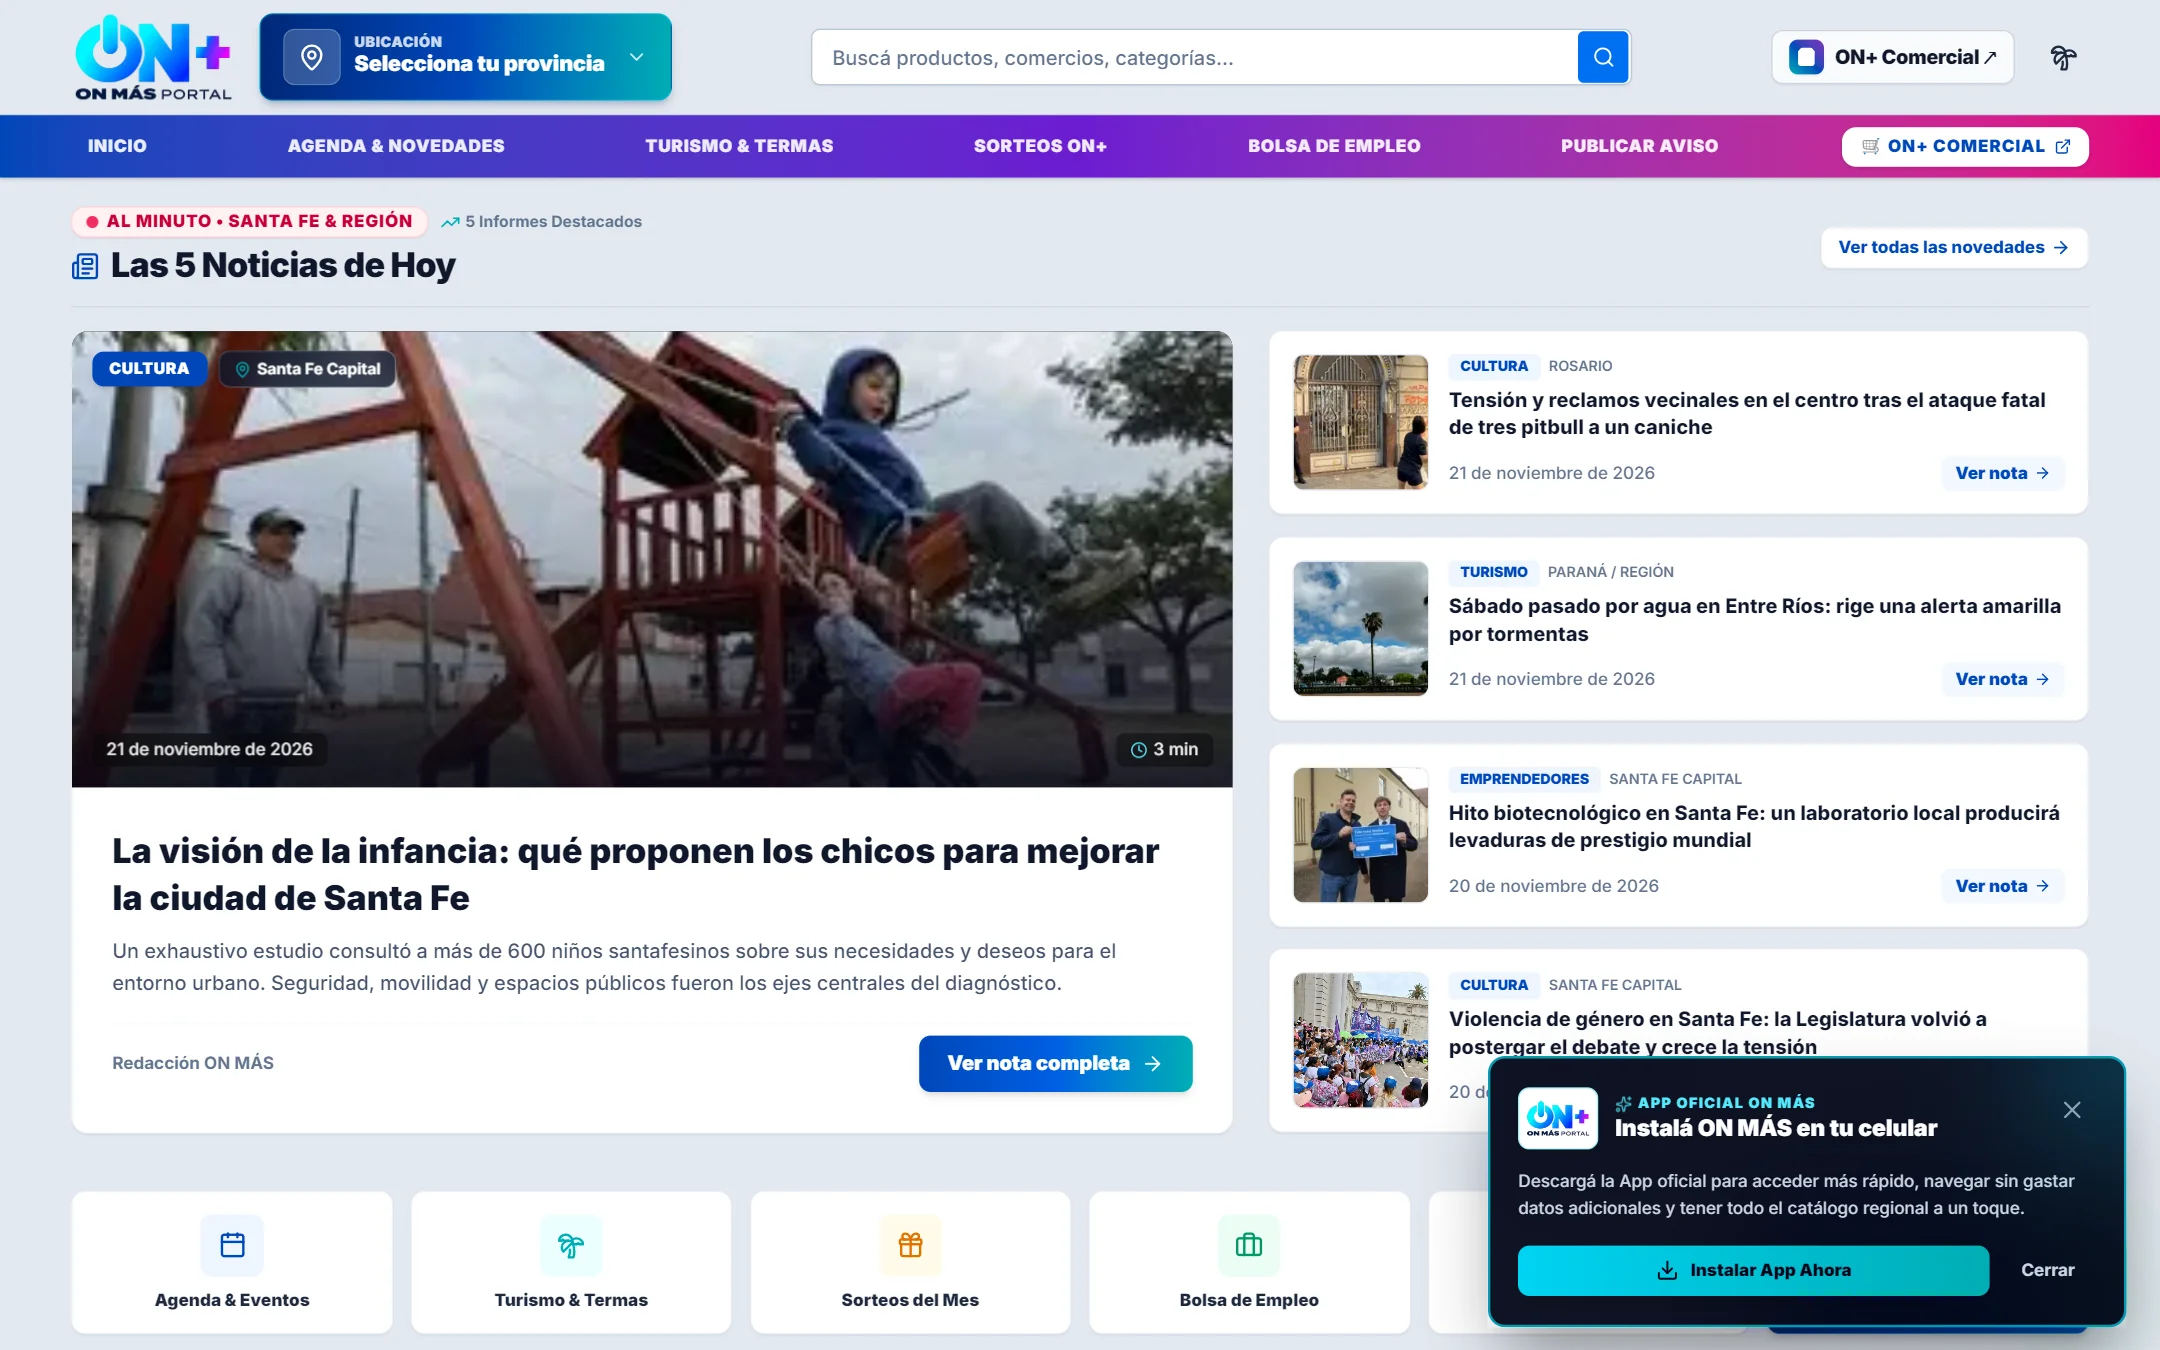 ON+
ON MÁS PORTAL
UBICACIÓN
Selecciona tu provincia
Buscá productos, comercios, categorías...
ON+ Comercial ↗
INICIO
AGENDA & NOVEDADES
TURISMO & TERMAS
SORTEOS ON+
BOLSA DE EMPLEO
PUBLICAR AVISO
🛒 ON+ COMERCIAL
AL MINUTO • SANTA FE & REGIÓN
5 Informes Destacados
Las 5 Noticias de Hoy
Ver todas las novedades →
CULTURA
Santa Fe Capital
21 de noviembre de 2026
3 min
La visión de la infancia: qué proponen los chicos para mejorar
la ciudad de Santa Fe
Un exhaustivo estudio consultó a más de 600 niños santafesinos sobre sus necesidades y deseos para el
entorno urbano. Seguridad, movilidad y espacios públicos fueron los ejes centrales del diagnóstico.
Redacción ON MÁS
Ver nota completa →
CULTURA ROSARIO
Tensión y reclamos vecinales en el centro tras el ataque fatal
de tres pitbull a un caniche
21 de noviembre de 2026
Ver nota →
TURISMO PARANÁ / REGIÓN
Sábado pasado por agua en Entre Ríos: rige una alerta amarilla
por tormentas
21 de noviembre de 2026
Ver nota →
EMPRENDEDORES SANTA FE CAPITAL
Hito biotecnológico en Santa Fe: un laboratorio local producirá
levaduras de prestigio mundial
20 de noviembre de 2026
Ver nota →
CULTURA SANTA FE CAPITAL
Violencia de género en Santa Fe: la Legislatura volvió a
postergar el debate y crece la tensión
20 d
ON+
ON MÁS PORTAL
APP OFICIAL ON MÁS
Instalá ON MÁS en tu celular
Descargá la App oficial para acceder más rápido, navegar sin gastar
datos adicionales y tener todo el catálogo regional a un toque.
Instalar App Ahora
Cerrar
Agenda & Eventos
Turismo & Termas
Sorteos del Mes
Bolsa de Empleo